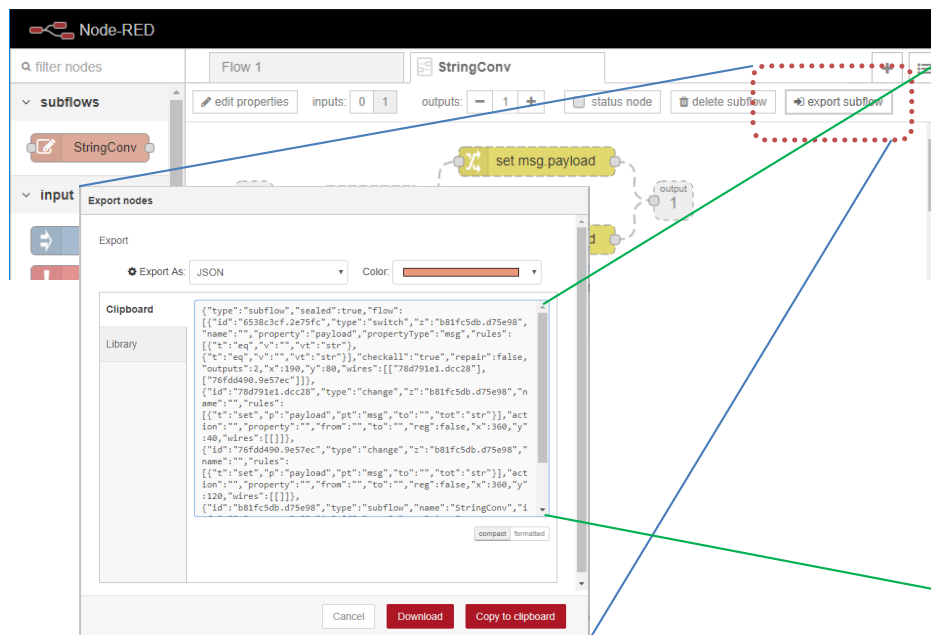 Node-RED
filter nodes
Flow 1
StringConv
subflows
edit properties
inputs: 0 1
outputs: − 1 +
status node
delete subflow
export subflow
StringConv
set msg.payload
output
1
input
d
Export nodes
Export
Export As: JSON
Color:
Clipboard
Library
{"type":"subflow","sealed":true,"flow":
[{"id":"6538c3cf.2e75fc","type":"switch","z":"b81fc5db.d75e98",
"name":"","property":"payload","propertyType":"msg","rules":
[{"t":"eq","v":"","vt":"str"},
{"t":"eq","v":"","vt":"str"}],"checkall":"true","repair":false,
"outputs":2,"x":190,"y":80,"wires":[["78d791e1.dcc28"],
["76fdd490.9e57ec"]]},
{"id":"78d791e1.dcc28","type":"change","z":"b81fc5db.d75e98","n
ame":"","rules":
[{"t":"set","p":"payload","pt":"msg","to":"","tot":"str"}],"act
ion":"","property":"","from":"","to":"","reg":false,"x":360,"y"
:40,"wires":[[]]},
{"id":"76fdd490.9e57ec","type":"change","z":"b81fc5db.d75e98",
"name":"","rules":
[{"t":"set","p":"payload","pt":"msg","to":"","tot":"str"}],"act
ion":"","property":"","from":"","to":"","reg":false,"x":360,"y"
:120,"wires":[[]]},
{"id":"b81fc5db.d75e98","type":"subflow","name":"StringConv","i
compact formatted
Cancel
Download
Copy to clipboard